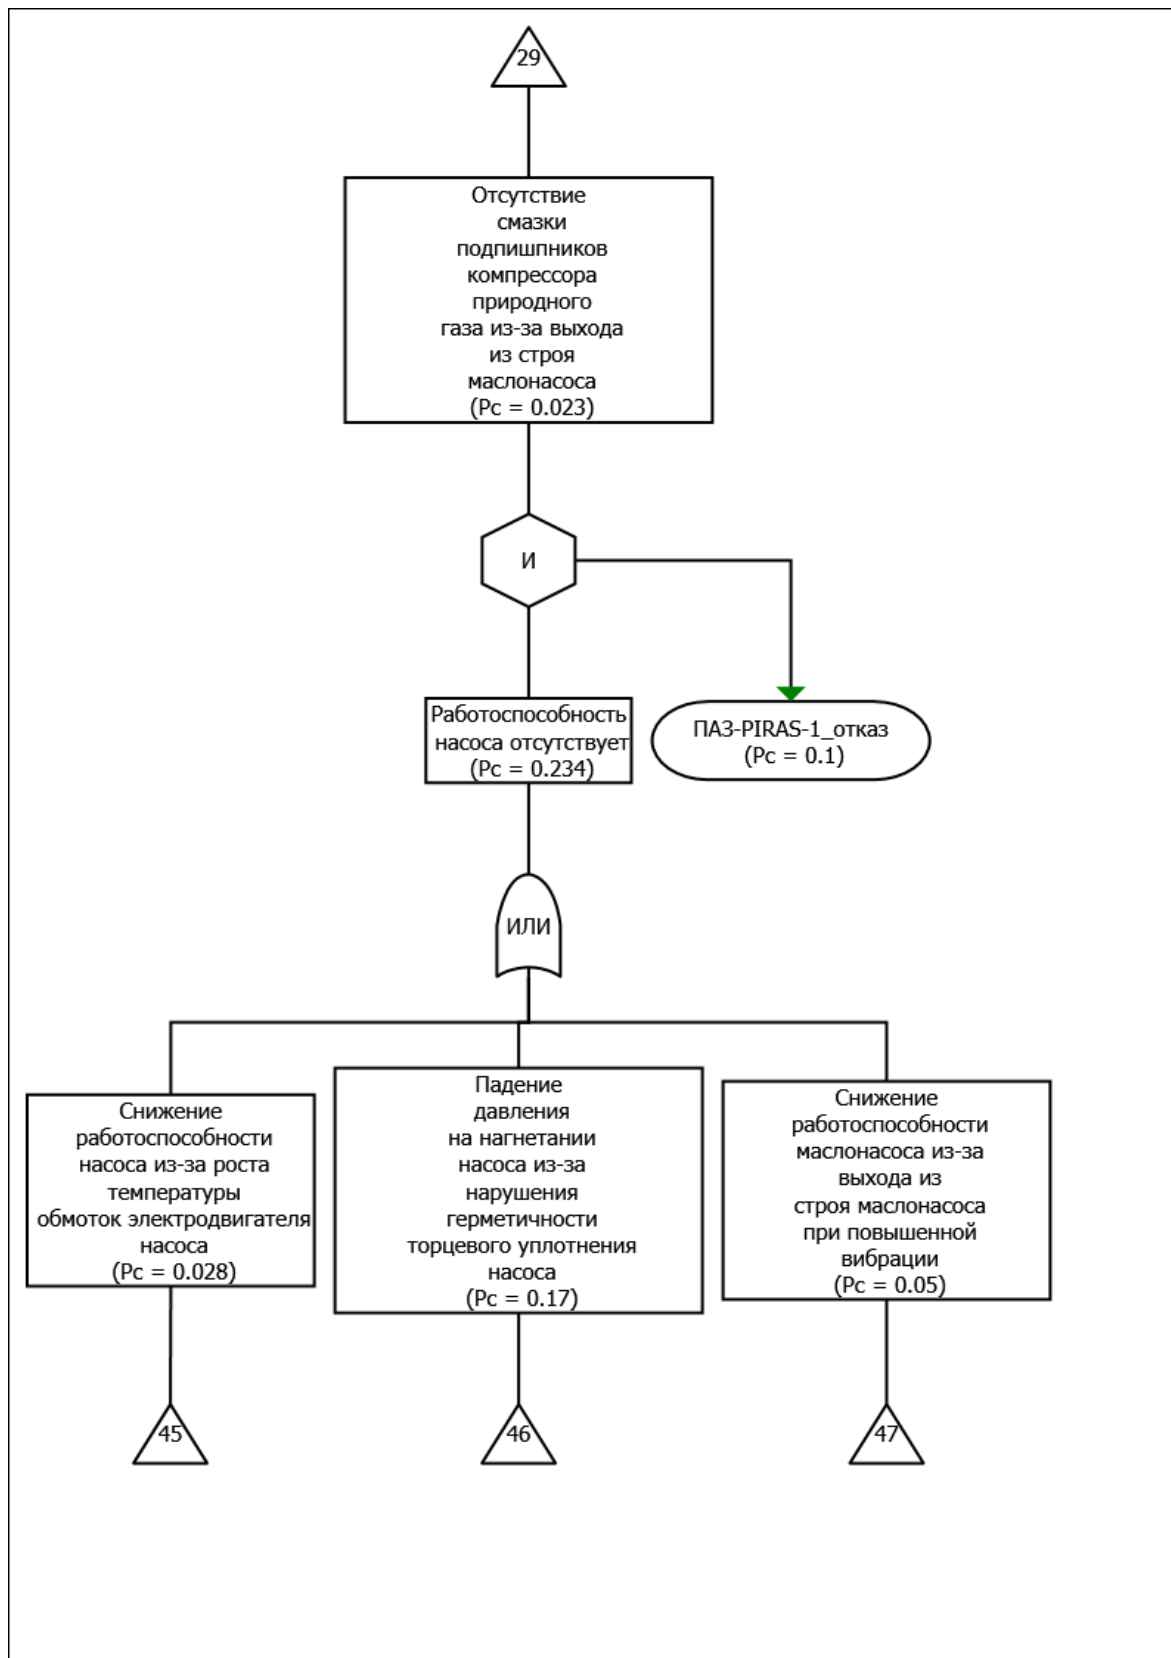 29
Отсутствие
смазки
подпишпников
компрессора
природного
газа из-за выхода
из строя
маслонасоса
(Pc = 0.023)
И
Работоспособность
насоса отсутствует
(Pc = 0.234)
ПАЗ-PIRAS-1_отказ
(Pc = 0.1)
ИЛИ
Снижение
работоспособности
насоса из-за роста
температуры
обмоток электродвигателя
насоса
(Pc = 0.028)
Падение
давления
на нагнетании
насоса из-за
нарушения
герметичности
торцевого уплотнения
насоса
(Pc = 0.17)
Снижение
работоспособности
маслонасоса из-за
выхода из
строя маслонасоса
при повышенной
вибрации
(Pc = 0.05)
45
46
47